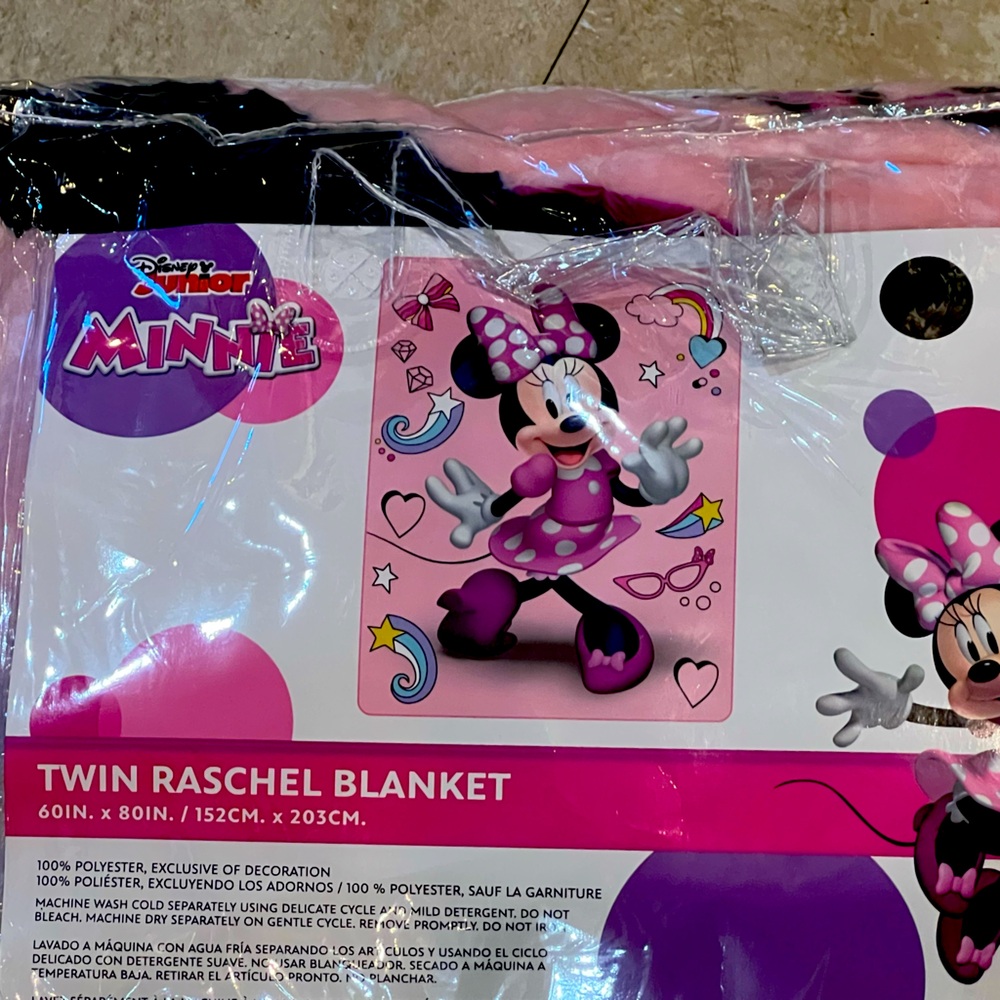 Disney
Junior
MINNIE
TWIN RASCHEL BLANKET
60IN. x 80IN. / 152CM. x 203CM.
100% POLYESTER, EXCLUSIVE OF DECORATION
100% POLIÉSTER, EXCLUYENDO LOS ADORNOS / 100 % POLYESTER, SAUF LA GARNITURE
MACHINE WASH COLD SEPARATELY USING DELICATE CYCLE AND MILD DETERGENT. DO NOT
BLEACH. MACHINE DRY SEPARATELY ON GENTLE CYCLE. REMOVE PROMPTLY. DO NOT
LAVADO A MÁQUINA CON AGUA FRÍA SEPARANDO LOS ARTÍCULOS Y USANDO EL CICLO
DELICADO CON DETERGENTE SUAVE. NO USAR BLANQUEADOR. SECADO A MÁQUINA A
TEMPERATURA BAJA. RETIRAR EL ARTÍCULO PRONTO. NO PLANCHAR.